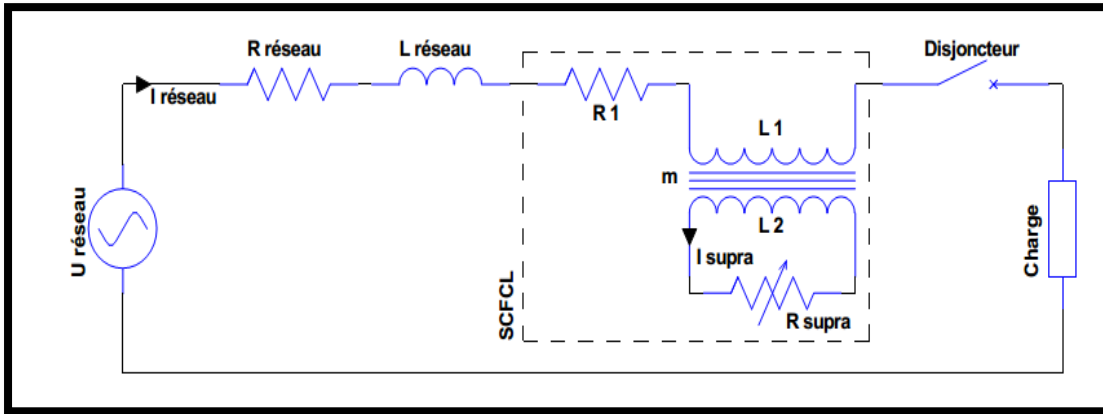 R réseau
L réseau
Disjoncteur
I réseau
R 1
L 1
m
L 2
U réseau
I supra
Charge
SCFCL
R supra